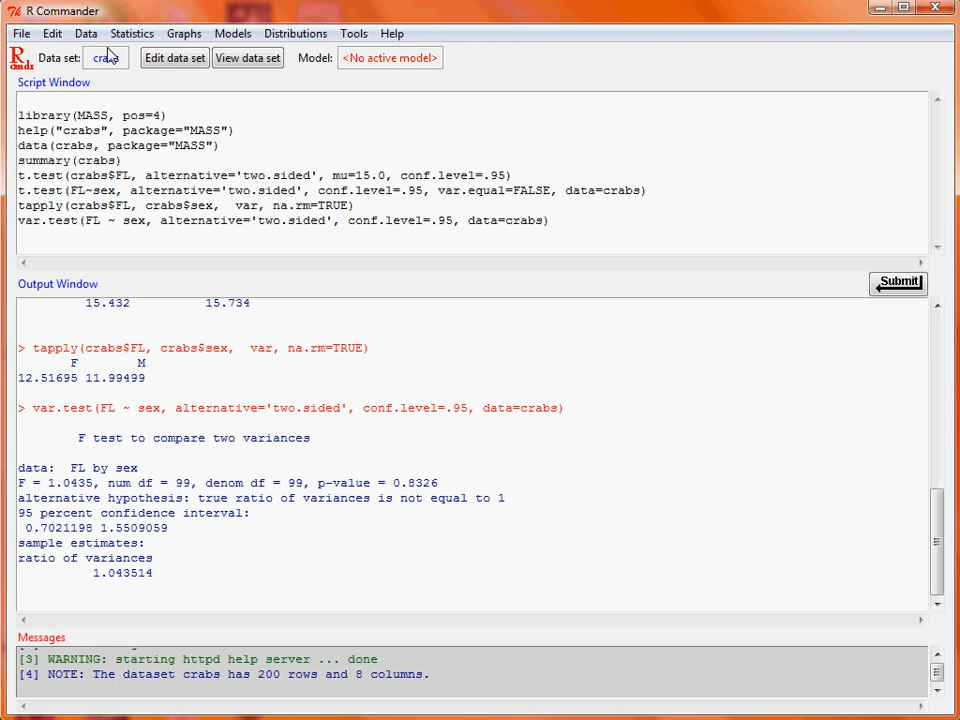 R Commander
File Edit Data Statistics Graphs Models Distributions Tools Help
R cmdr Data set: crabs Edit data set View data set Model: <No active model>
Script Window
library(MASS, pos=4)
help("crabs", package="MASS")
data(crabs, package="MASS")
summary(crabs)
t.test(crabs$FL, alternative='two.sided', mu=15.0, conf.level=.95)
t.test(FL~sex, alternative='two.sided', conf.level=.95, var.equal=FALSE, data=crabs)
tapply(crabs$FL, crabs$sex,  var, na.rm=TRUE)
var.test(FL ~ sex, alternative='two.sided', conf.level=.95, data=crabs)
Output Window
Submit
15.432 15.734
> tapply(crabs$FL, crabs$sex,  var, na.rm=TRUE)
F M
12.51695 11.99499
> var.test(FL ~ sex, alternative='two.sided', conf.level=.95, data=crabs)
F test to compare two variances
data:  FL by sex
F = 1.0435, num df = 99, denom df = 99, p-value = 0.8326
alternative hypothesis: true ratio of variances is not equal to 1
95 percent confidence interval:
0.7021198 1.5509059
sample estimates:
ratio of variances
1.043514
Messages
[3] WARNING: starting httpd help server ... done
[4] NOTE: The dataset crabs has 200 rows and 8 columns.